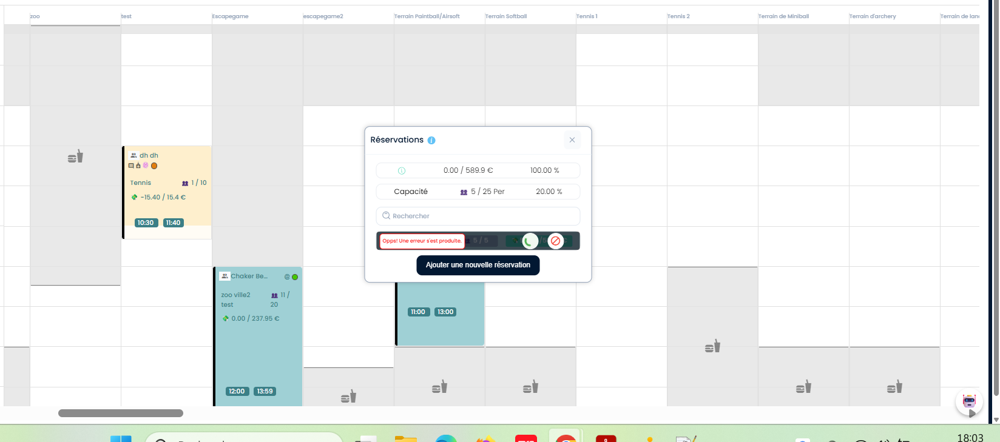 zoo
test
Escapegame
escapegame2
Terrain Paintball/Airsoft
Terrain Softball
Tennis 1
Tennis 2
Terrain de Miniball
Terrain d'archery
Terrain de
dh dh
Tennis
1 / 10
-15.40 / 15.4 €
10:30 11:40
Réservations
0.00 / 589.9 €
100.00 %
Capacité
5 / 25 Per
20.00 %
Rechercher
Opps! Une erreur s'est produite.
5 / 5
Ajouter une nouvelle réservation
Chaker Be...
@
zoo ville2
test
11 /
20
0.00 / 237.95 €
12:00 13:59
11:00 13:00
18:03